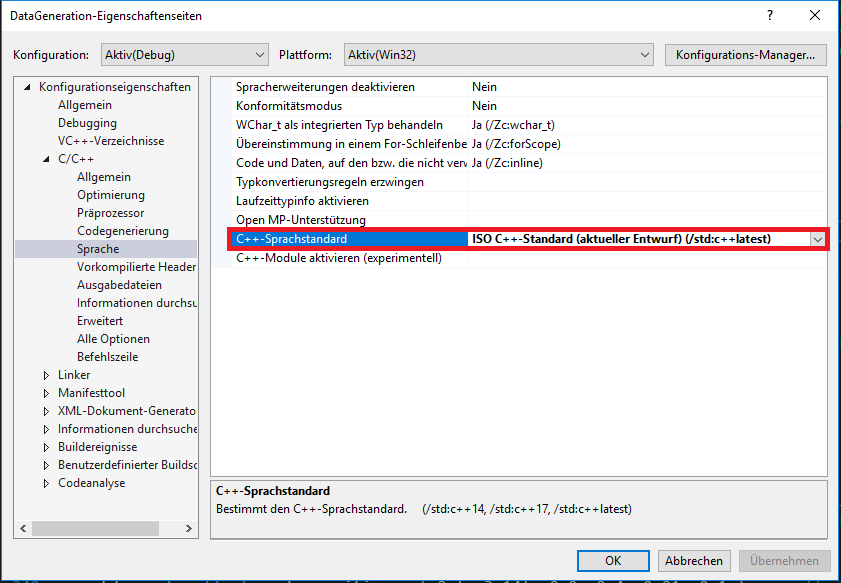 DataGeneration-Eigenschaftenseiten
?
Konfiguration: Aktiv(Debug) Plattform: Aktiv(Win32) Konfigurations-Manager...
Konfigurationseigenschaften
Allgemein
Debugging
VC++-Verzeichnisse
C/C++
Allgemein
Optimierung
Präprozessor
Codegenerierung
Sprache
Vorkompilierte Header
Ausgabedateien
Informationen durchsu
Erweitert
Alle Optionen
Befehlszeile
Linker
Manifesttool
XML-Dokument-Generato
Informationen durchsuche
Buildereignisse
Benutzerdefinierter Buildsc
Codeanalyse
Spracherweiterungen deaktivieren Nein
Konformitätsmodus Nein
WChar_t als integrierten Typ behandeln Ja (/Zc:wchar_t)
Übereinstimmung in einem For-Schleifenbe Ja (/Zc:forScope)
Code und Daten, auf den bzw. die nicht verv Ja (/Zc:inline)
Typkonvertierungsregeln erzwingen
Laufzeittypinfo aktivieren
Open MP-Unterstützung
C++-Sprachstandard ISO C++-Standard (aktueller Entwurf) (/std:c++latest)
C++-Module aktivieren (experimentell)
C++-Sprachstandard
Bestimmt den C++-Sprachstandard. (/std:c++14, /std:c++17, /std:c++latest)
OK Abbrechen Übernehmen